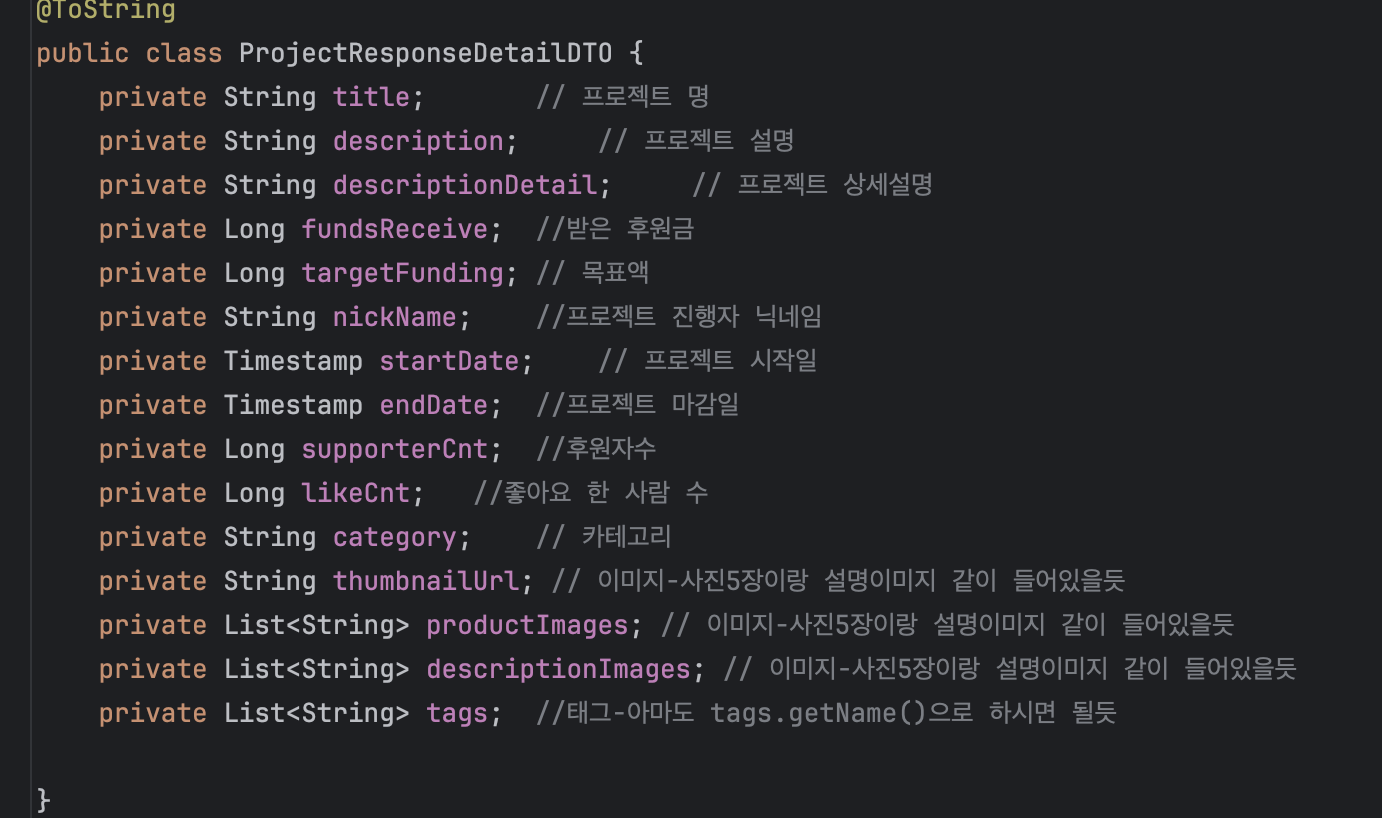 @ToString
public class ProjectResponseDetailDTO {
private String title; // 프로젝트 명
private String description; // 프로젝트 설명
private String descriptionDetail; // 프로젝트 상세설명
private Long fundsReceive; //받은 후원금
private Long targetFunding; // 목표액
private String nickName; //프로젝트 진행자 닉네임
private Timestamp startDate; // 프로젝트 시작일
private Timestamp endDate; //프로젝트 마감일
private Long supporterCnt; //후원자수
private Long likeCnt; //좋아요 한 사람 수
private String category; // 카테고리
private String thumbnailUrl; // 이미지-사진5장이랑 설명이미지 같이 들어있을듯
private List<String> productImages; // 이미지-사진5장이랑 설명이미지 같이 들어있을듯
private List<String> descriptionImages; // 이미지-사진5장이랑 설명이미지 같이 들어있을듯
private List<String> tags; //태그-아마도 tags.getName()으로 하시면 될듯
}